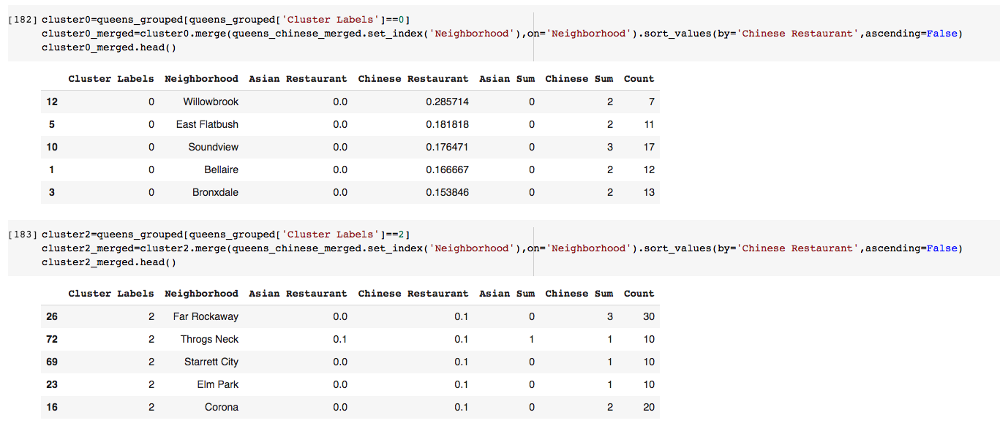 [182] cluster0=queens_grouped[queens_grouped['Cluster Labels']==0]
cluster0_merged=cluster0.merge(queens_chinese_merged.set_index('Neighborhood'),on='Neighborhood').sort_values(by='Chinese Restaurant',ascending=False)
cluster0_merged.head()
Cluster Labels Neighborhood Asian Restaurant Chinese Restaurant Asian Sum Chinese Sum Count
12 0 Willowbrook 0.0 0.285714 0 2 7
5 0 East Flatbush 0.0 0.181818 0 2 11
10 0 Soundview 0.0 0.176471 0 3 17
1 0 Bellaire 0.0 0.166667 0 2 12
3 0 Bronxdale 0.0 0.153846 0 2 13
[183] cluster2=queens_grouped[queens_grouped['Cluster Labels']==2]
cluster2_merged=cluster2.merge(queens_chinese_merged.set_index('Neighborhood'),on='Neighborhood').sort_values(by='Chinese Restaurant',ascending=False)
cluster2_merged.head()
Cluster Labels Neighborhood Asian Restaurant Chinese Restaurant Asian Sum Chinese Sum Count
26 2 Far Rockaway 0.0 0.1 0 3 30
72 2 Throgs Neck 0.1 0.1 1 1 10
69 2 Starrett City 0.0 0.1 0 1 10
23 2 Elm Park 0.0 0.1 0 1 10
16 2 Corona 0.0 0.1 0 2 20